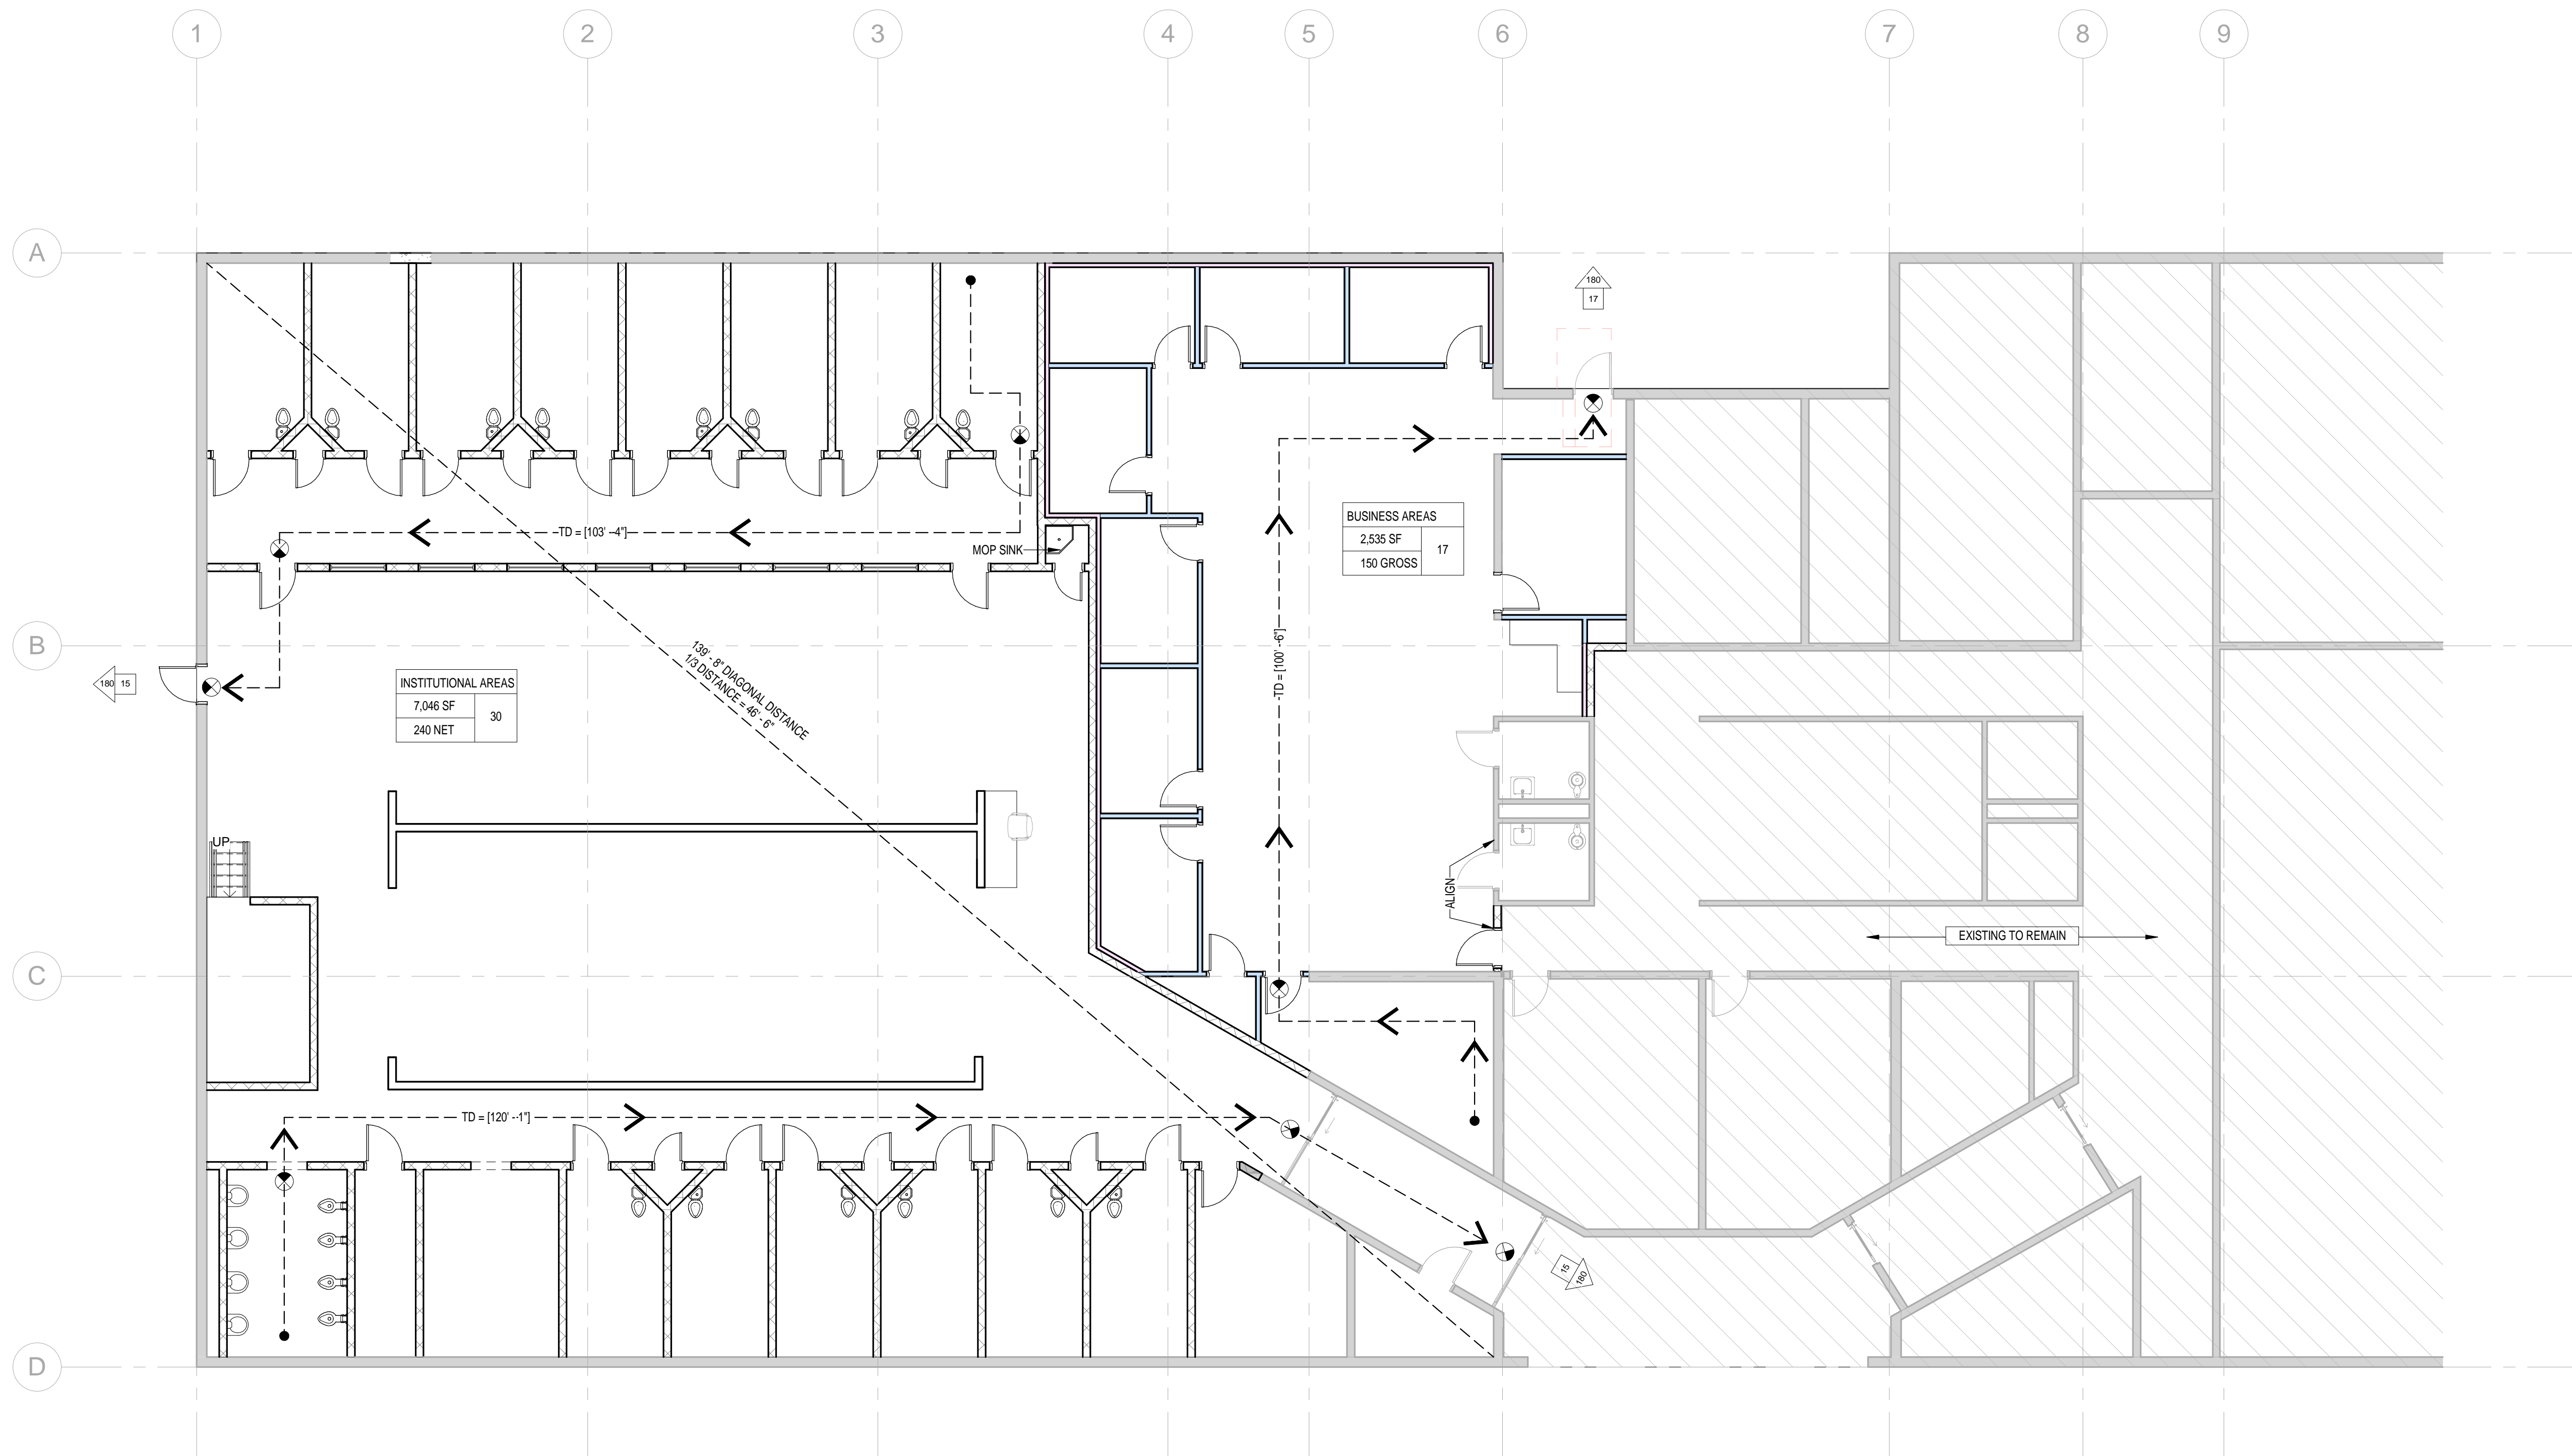 1
2
3
4
5
6
7
8
9
A
180
17
TD = [103' - 4"]
MOP SINK
BUSINESS AREAS
2,535 SF
150 GROSS
17
B
180
15
INSTITUTIONAL AREAS
7,046 SF
240 NET
30
139' - 8" DIAGONAL DISTANCE
1/3 DISTANCE = 46' - 6"
TD = [100' - 6"]
UP
ALIGN
EXISTING TO REMAIN
C
TD = [120' - 1"]
15
180
D